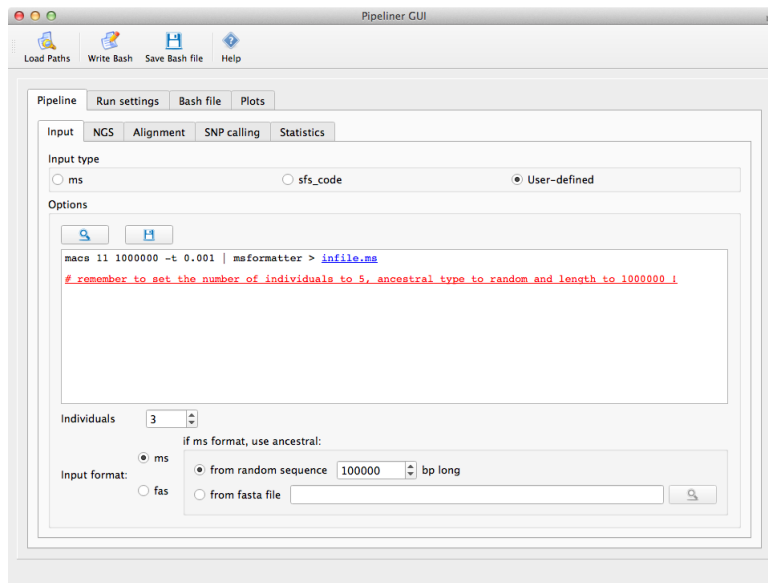 Pipeliner GUI
Load Paths Write Bash Save Bash file Help
Pipeline Run settings Bash file Plots
Input NGS Alignment SNP calling Statistics
Input type
ms sfs_code User-defined
Options
macs 11 1000000 -t 0.001 | msformatter > infile.ms
# remember to set the number of individuals to 5, ancestral type to random and length to 1000000 !
Individuals 3
if ms format, use ancestral:
Input format: ms
from random sequence 100000 bp long
fas
from fasta file